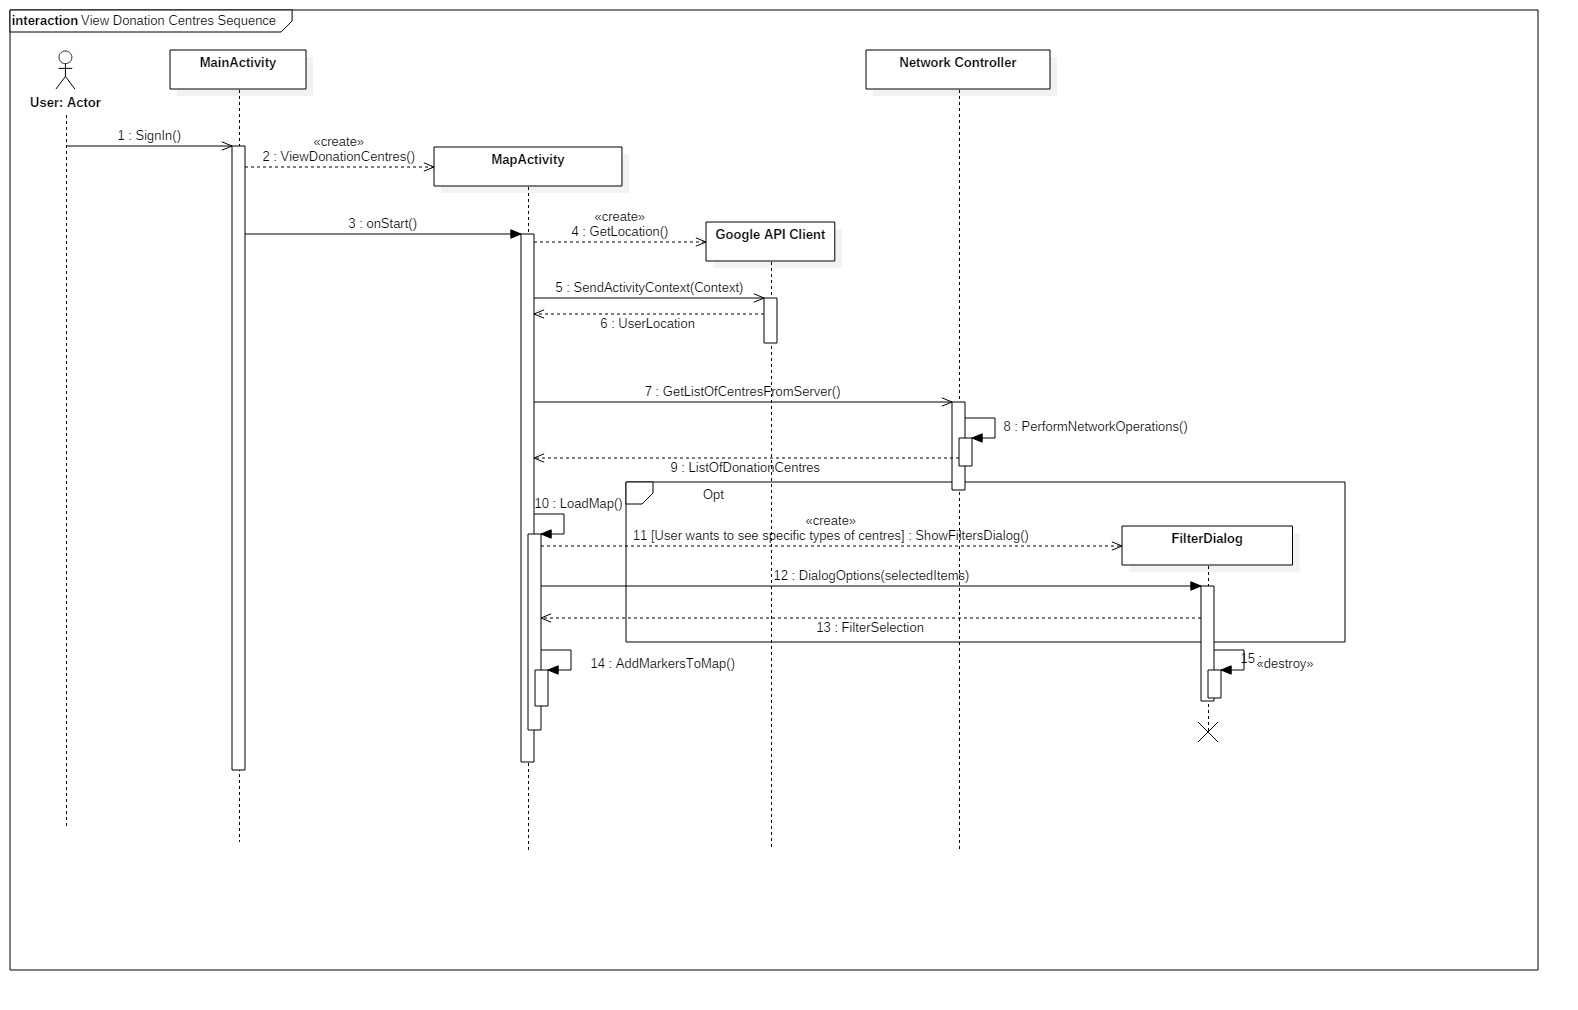 interaction View Donation Centres Sequence
MainActivity
Network Controller
User: Actor
1 : SignIn()
«create»
2 : ViewDonationCentres()
MapActivity
3 : onStart()
«create»
4 : GetLocation()
Google API Client
5 : SendActivityContext(Context)
6 : UserLocation
7 : GetListOfCentresFromServer()
8 : PerformNetworkOperations()
9 : ListOfDonationCentres
Opt
10 : LoadMap()
«create»
11 [User wants to see specific types of centres] : ShowFiltersDialog()
FilterDialog
12 : DialogOptions(selectedItems)
13 : FilterSelection
14 : AddMarkersToMap()
15 :
«destroy»